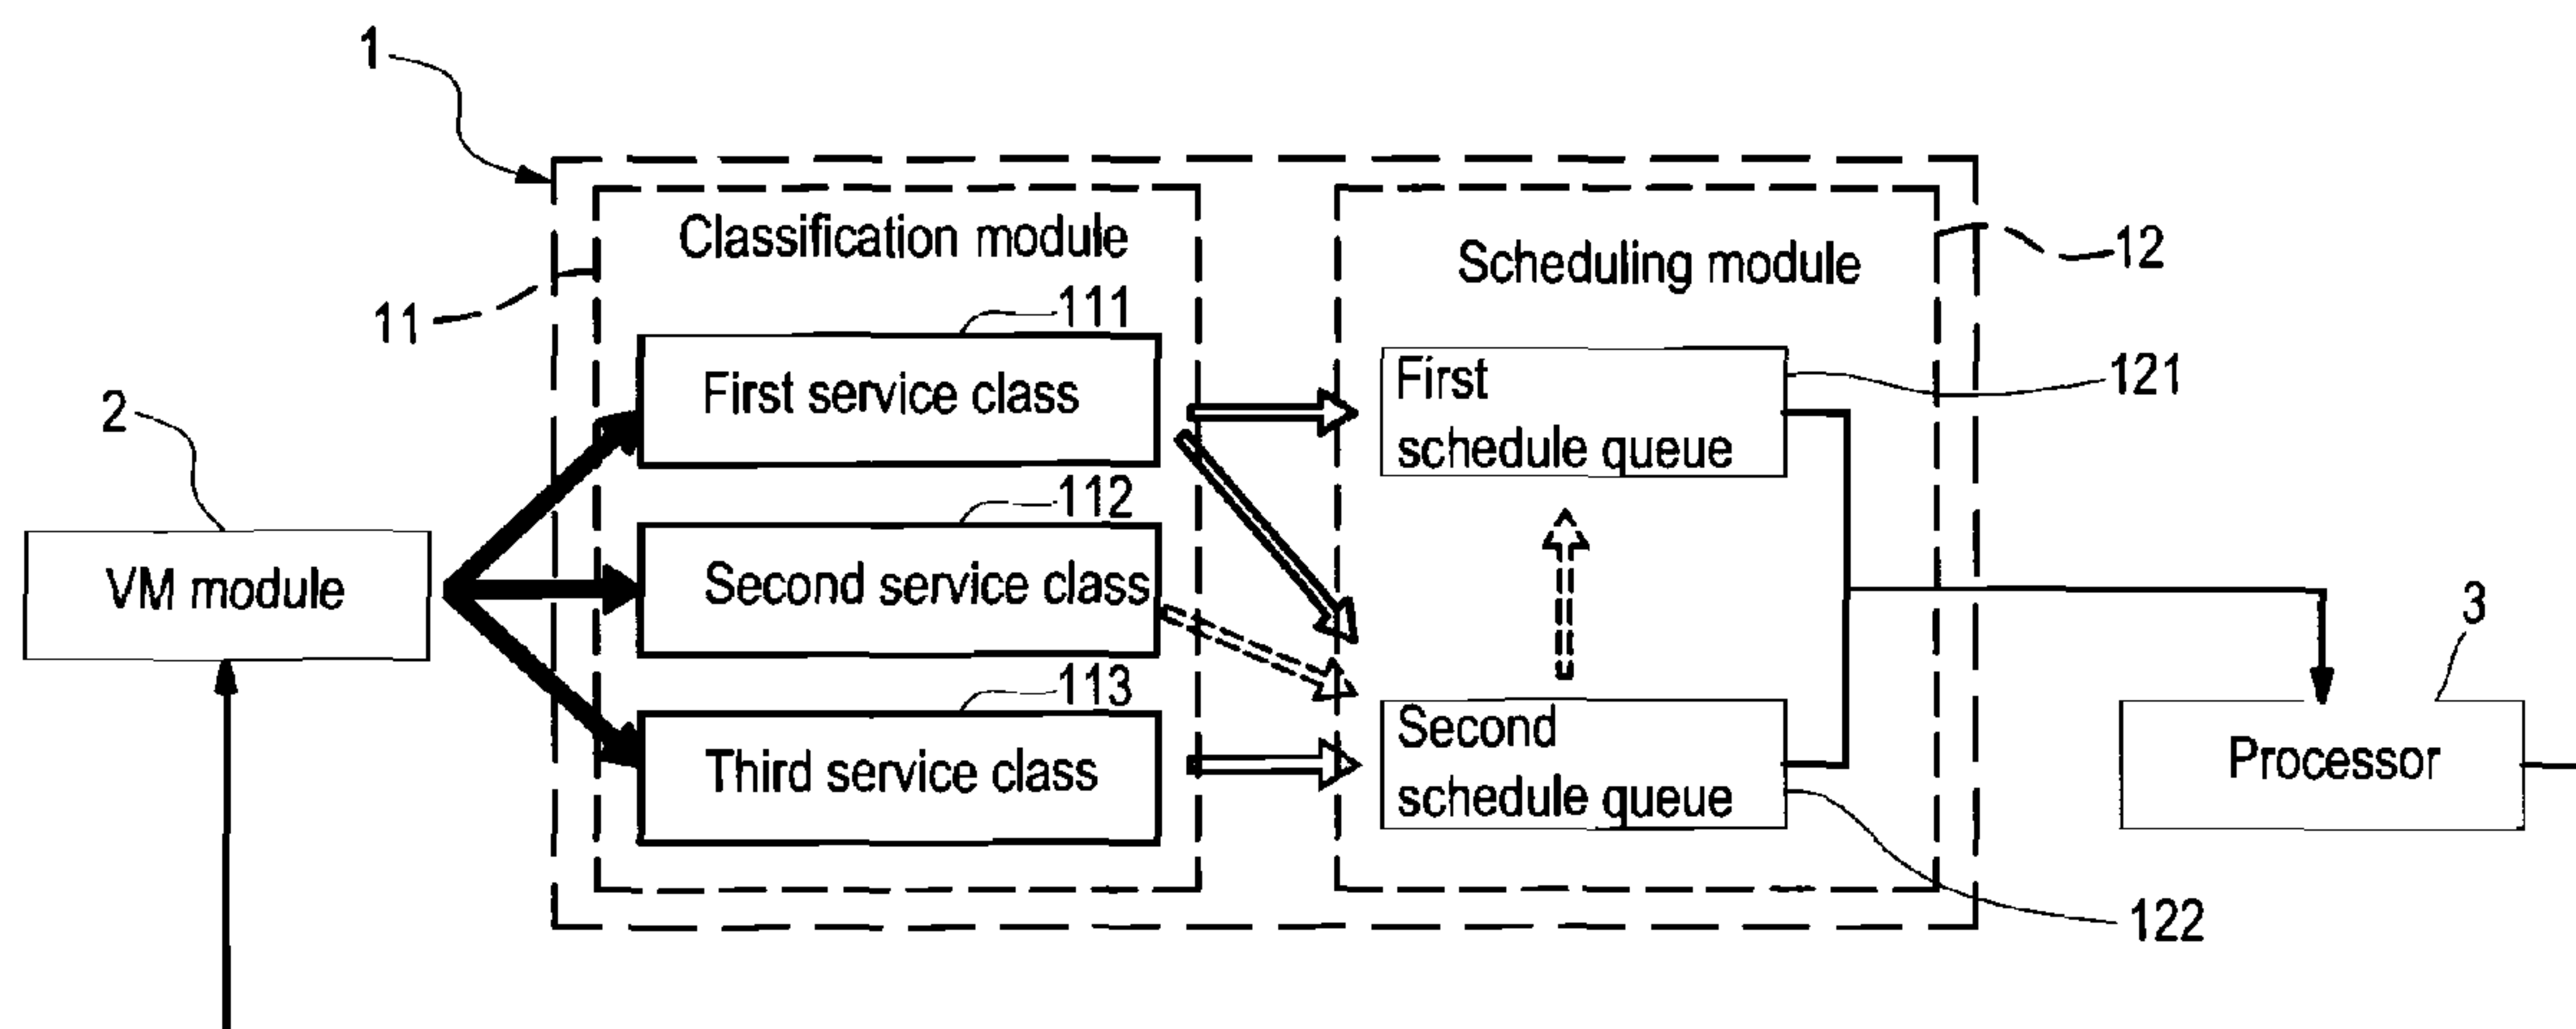 1
Classification module
Scheduling module
12
11
111
First service class
First
schedule queue
121
2
112
VM module
Second service class
3
113
Third service class
Second
schedule queue
Processor
122